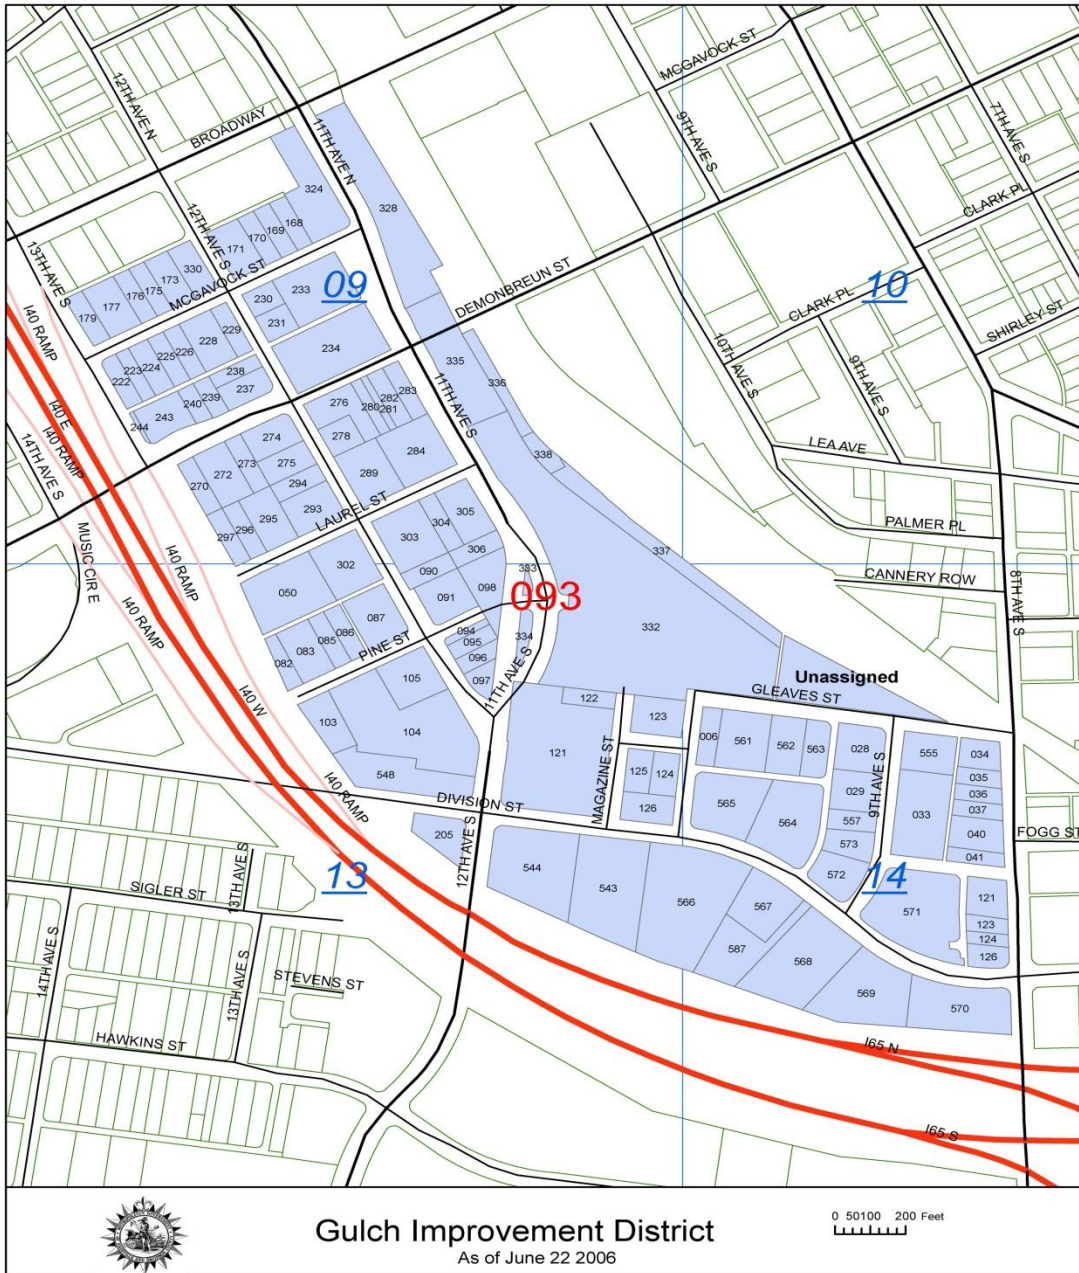 MCGAVOCK ST
12TH AVE N
BROADWAY
11TH AVE N
9TH AVE S
7TH AVE S
324
328
CLARK PL
12TH AVE S
168
169
170
171
13TH AVE S
330
173
175
176
177
179
MCGAVOCK ST
233
230
231
09
DEMONBREUN ST
CLARK PL
10
SHIRLEY ST
I40 RAMP
229
228
226
225
224
223
222
234
335
336
10TH AVE S
9TH AVE S
238
237
239
240
243
244
11TH AVE S
276
280
282
283
281
278
284
289
I40 E
I40 RAMP
14TH AVE S
274
273
272
270
275
294
293
295
296
297
338
LEA AVE
LAUREL ST
305
304
303
306
PALMER PL
MUSIC CIR E
337
302
050
090
098
091
333
093
CANNERY ROW
8TH AVE S
I40 RAMP
I40 RAMP
087
086
085
083
082
PINE ST
094
095
096
097
334
332
11TH AVE S
Unassigned
GLEAVES ST
105
103
104
I40 W
122
123
121
006
561
562
563
028
555
034
548
MAGAZINE ST
125
124
126
029
9TH AVE S
035
036
037
I40 RAMP
DIVISION ST
565
564
557
573
572
033
040
041
FOGG ST
205
12TH AVE S
13
14
544
543
566
567
587
568
569
570
571
121
123
124
126
13TH AVE S
SIGLER ST
14TH AVE S
13TH AVE S
STEVENS ST
HAWKINS ST
I65 N
I65 S
Gulch Improvement District
As of June 22 2006
0 50100 200 Feet